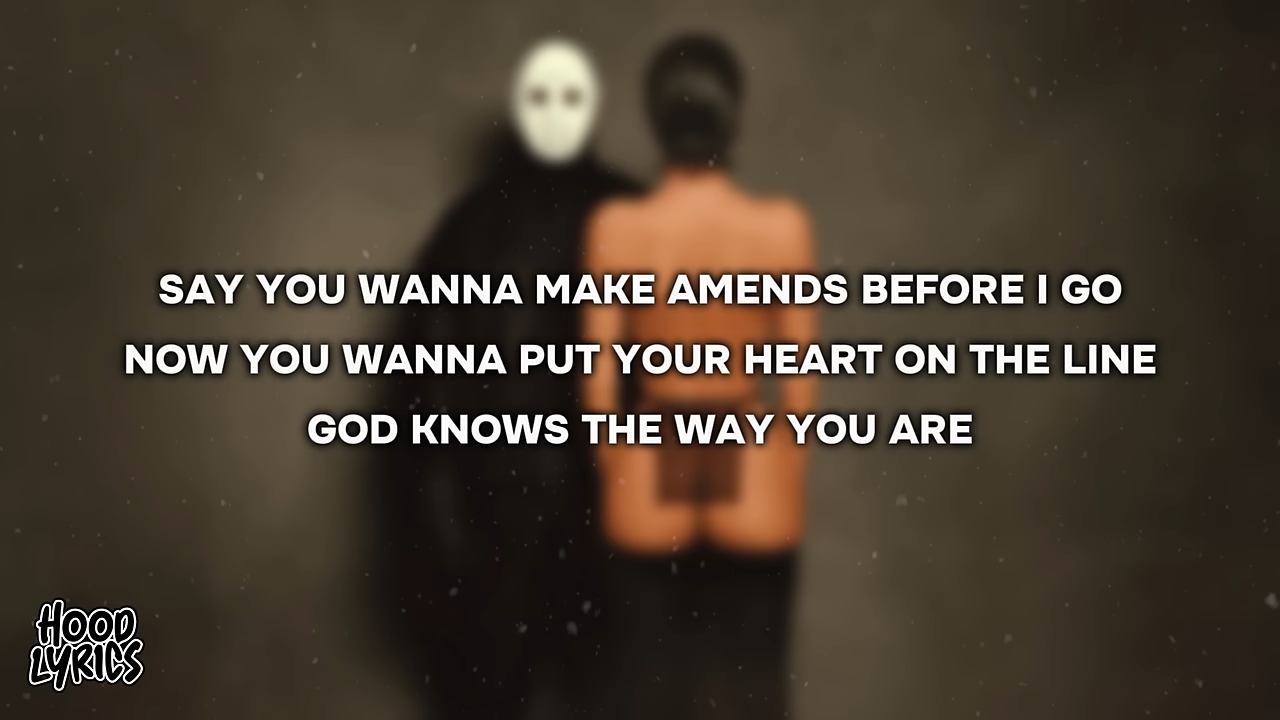 SAY YOU WANNA MAKE AMENDS BEFORE I GO
NOW YOU WANNA PUT YOUR HEART ON THE LINE
GOD KNOWS THE WAY YOU ARE
HOOD
LYRICS